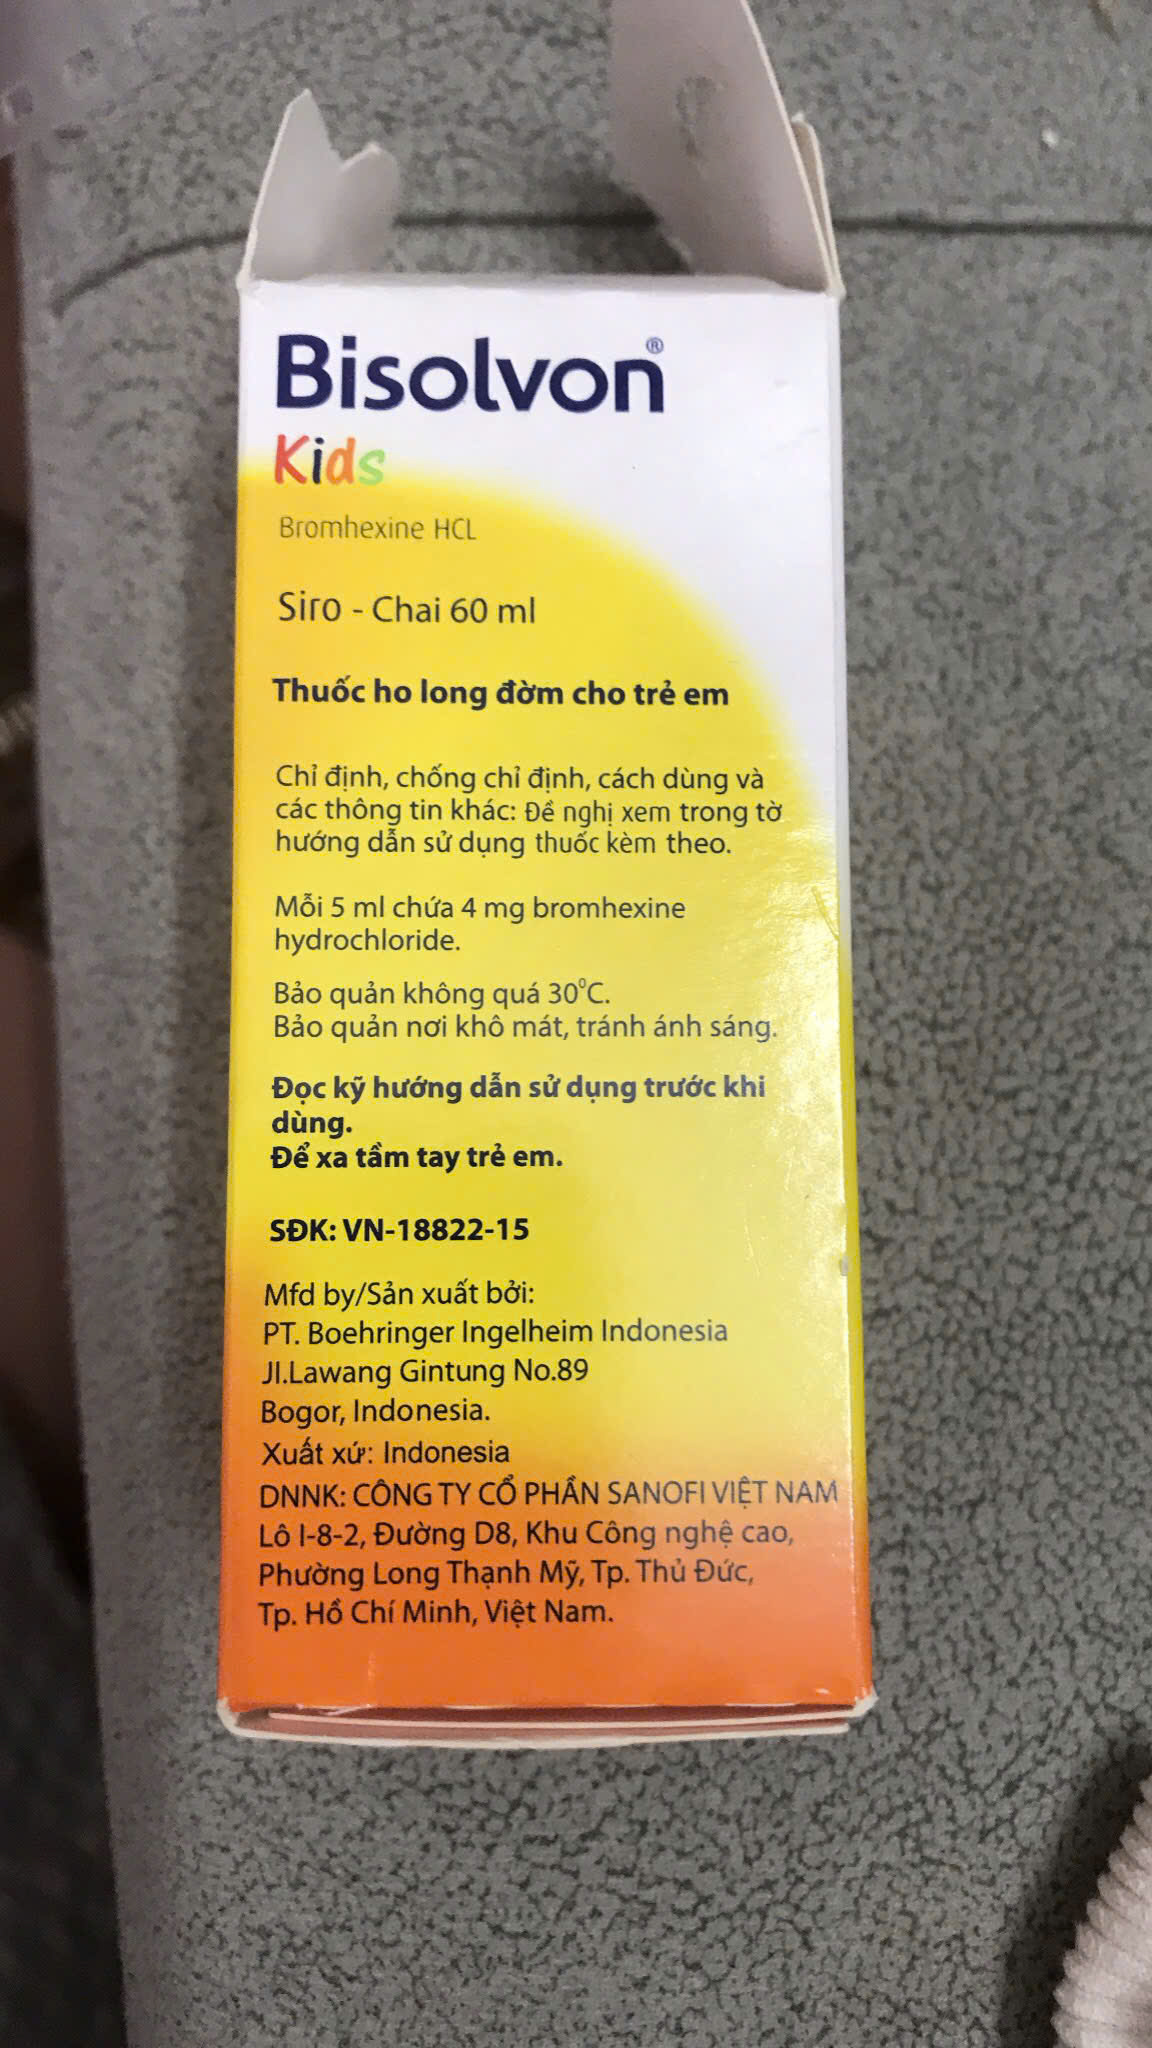 Bisolvon®
Kids
Bromhexine HCL
Siro - Chai 60 ml
Thuốc ho long đờm cho trẻ em
Chỉ định, chống chỉ định, cách dùng và
các thông tin khác: Đề nghị xem trong tờ
hướng dẫn sử dụng thuốc kèm theo.
Mỗi 5 ml chứa 4 mg bromhexine
hydrochloride.
Bảo quản không quá 30⁰C.
Bảo quản nơi khô mát, tránh ánh sáng.
Đọc kỹ hướng dẫn sử dụng trước khi
dùng.
Để xa tầm tay trẻ em.
SĐK: VN-18822-15
Mfd by/Sản xuất bởi:
PT. Boehringer Ingelheim Indonesia
Jl.Lawang Gintung No.89
Bogor, Indonesia.
Xuất xứ: Indonesia
DNNK: CÔNG TY CỔ PHẦN SANOFI VIỆT NAM
Lô I-8-2, Đường D8, Khu Công nghệ cao,
Phường Long Thạnh Mỹ, Tp. Thủ Đức,
Tp. Hồ Chí Minh, Việt Nam.